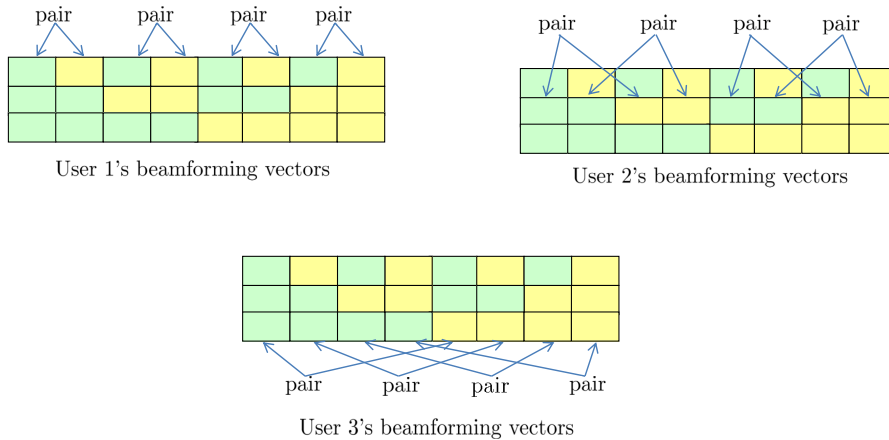 pair pair pair pair
User 1's beamforming vectors
pair pair pair pair
User 2's beamforming vectors
pair pair pair pair
User 3's beamforming vectors